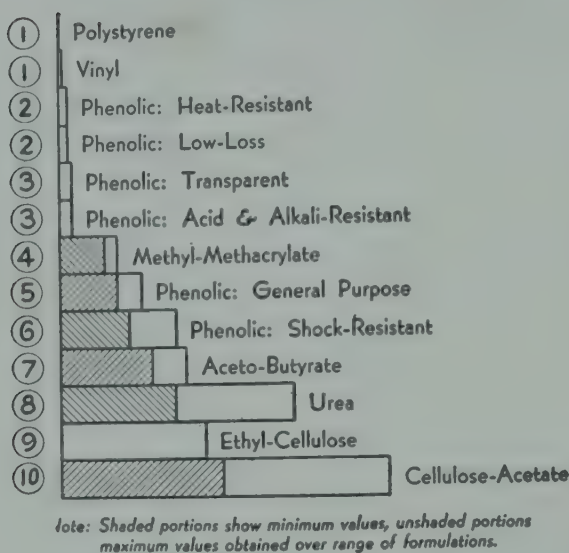 1 Polystyrene
1 Vinyl
2 Phenolic: Heat-Resistant
2 Phenolic: Low-Loss
3 Phenolic: Transparent
3 Phenolic: Acid & Alkali-Resistant
4 Methyl-Methacrylate
5 Phenolic: General Purpose
6 Phenolic: Shock-Resistant
7 Aceto-Butyrate
8 Urea
9 Ethyl-Cellulose
10 Cellulose-Acetate
lote: Shaded portions show minimum values, unshaded portions
maximum values obtained over range of formulations.